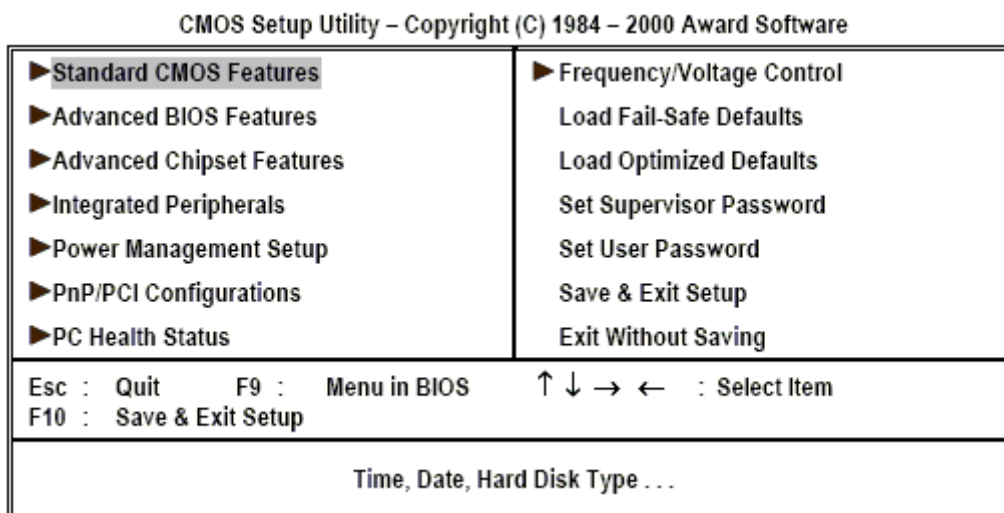 CMOS Setup Utility – Copyright (C) 1984 – 2000 Award Software
Standard CMOS Features
Advanced BIOS Features
Advanced Chipset Features
Integrated Peripherals
Power Management Setup
PnP/PCI Configurations
PC Health Status
Frequency/Voltage Control
Load Fail-Safe Defaults
Load Optimized Defaults
Set Supervisor Password
Set User Password
Save & Exit Setup
Exit Without Saving
Esc : Quit F9 : Menu in BIOS ↑ ↓ → ← : Select Item
F10 : Save & Exit Setup
Time, Date, Hard Disk Type . . .